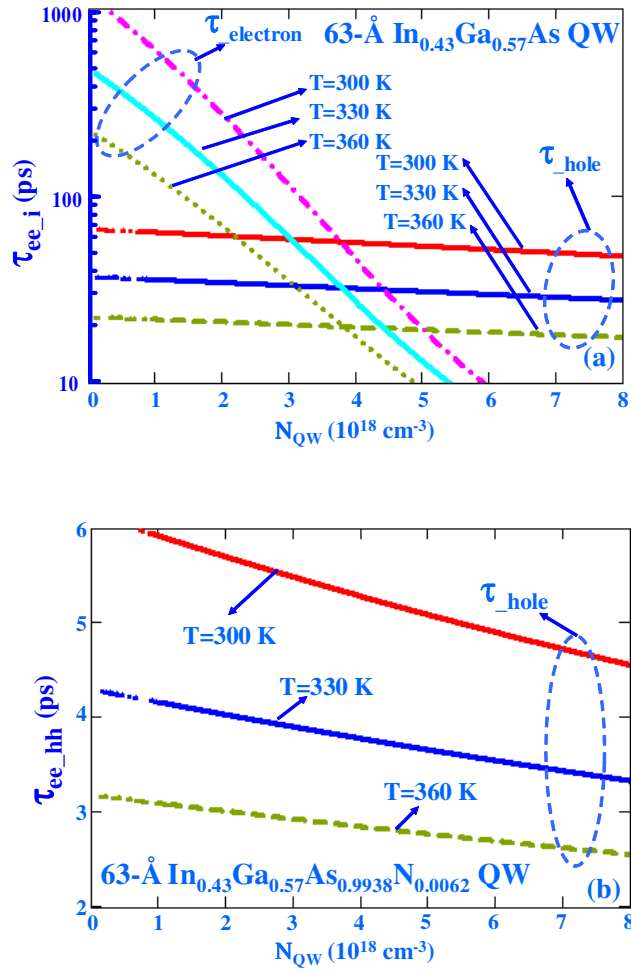 1000
τ_electron 63-Å In0.43Ga0.57As QW
T=300 K
T=330 K
T=360 K
T=300 K
T=330 K
T=360 K
τ_hole
100
τee_i (ps)
10
(a)
0 1 2 3 4 5 6 7 8
NQW (10^18 cm^-3)
6
5
4
3
2
τee_hh (ps)
τ_hole
T=300 K
T=330 K
T=360 K
63-Å In0.43Ga0.57As0.9938N0.0062 QW (b)
0 1 2 3 4 5 6 7 8
NQW (10^18 cm^-3)